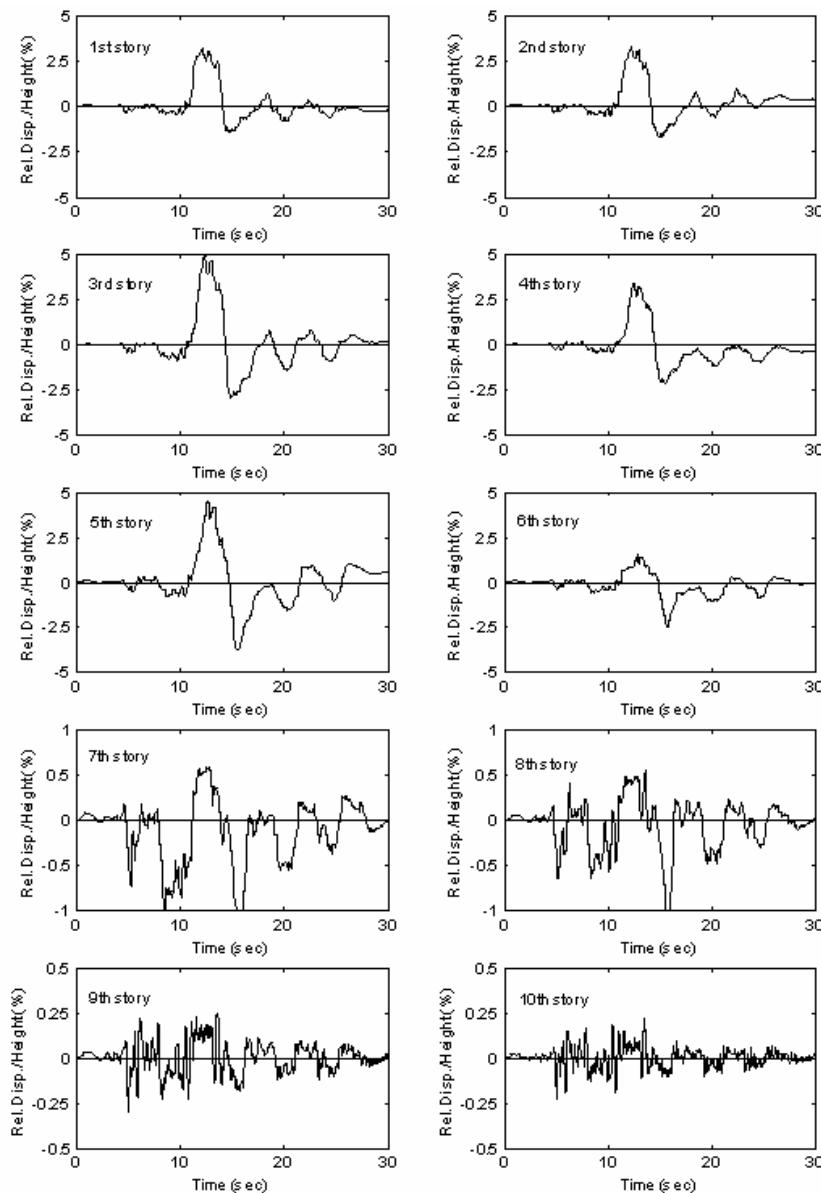 5
2.5
0
-2.5
-5
Rel.Disp./Height(%)
1st story
0 10 20 30
Time (sec)
5
2.5
0
-2.5
-5
Rel.Disp./Height(%)
2nd story
0 10 20 30
Time (sec)
5
2.5
0
-2.5
-5
Rel.Disp./Height(%)
3rd story
0 10 20 30
Time (sec)
5
2.5
0
-2.5
-5
Rel.Disp./Height(%)
4th story
0 10 20 30
Time (sec)
5
2.5
0
-2.5
-5
Rel.Disp./Height(%)
5th story
0 10 20 30
Time (sec)
5
2.5
0
-2.5
-5
Rel.Disp./Height(%)
6th story
0 10 20 30
Time (sec)
1
0.5
0
-0.5
-1
Rel.Disp./Height(%)
7th story
0 10 20 30
Time (sec)
1
0.5
0
-0.5
-1
Rel.Disp./Height(%)
8th story
0 10 20 30
Time (sec)
0.5
0.25
0
-0.25
-0.5
Rel.Disp./Height(%)
9th story
0 10 20 30
Time (sec)
0.5
0.25
0
-0.25
-0.5
Rel.Disp./Height(%)
10th story
0 10 20 30
Time (sec)